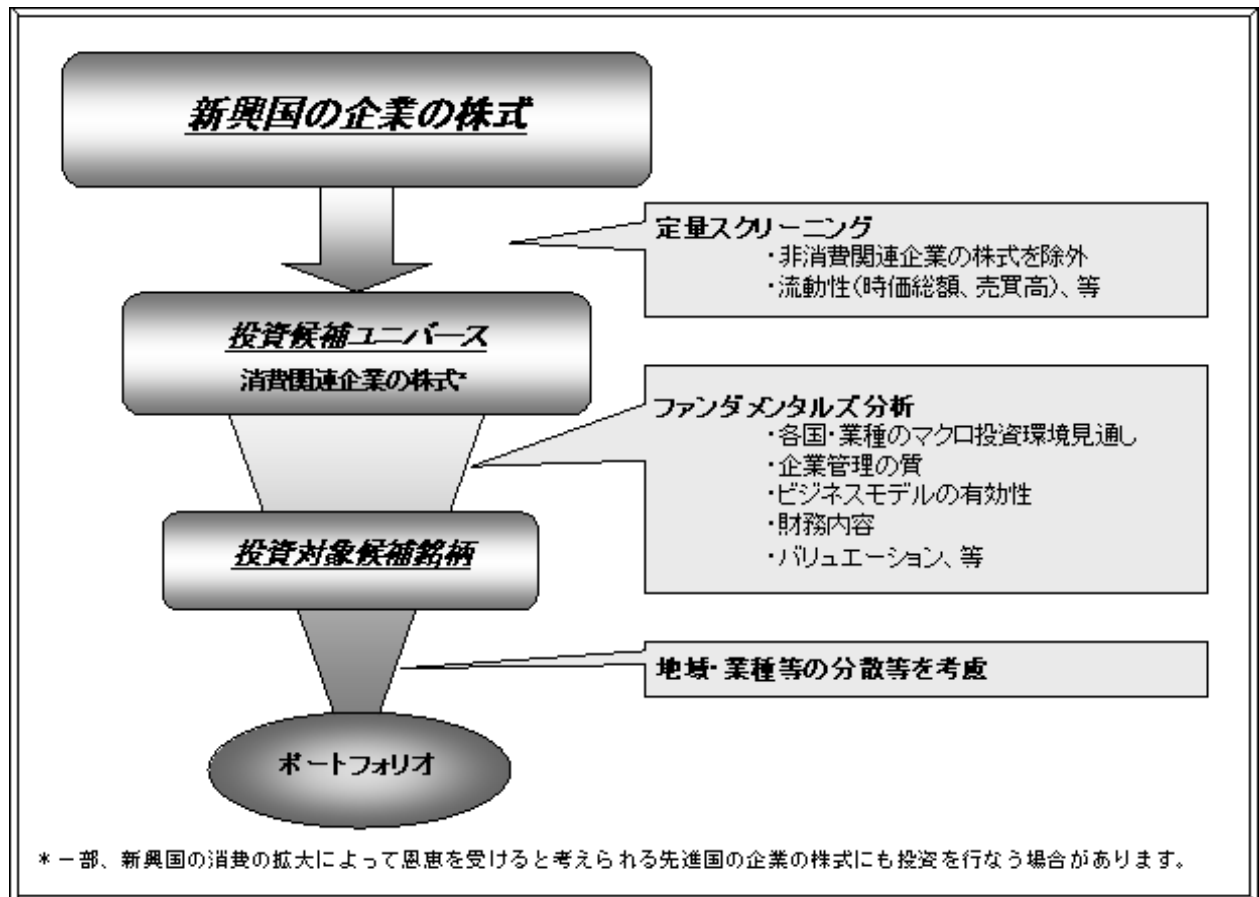 新興国の企業の株式
定量スクリーニング
・非消費関連企業の株式を除外
・流動性(時価総額、売買高)、等
投資候補ユニバース
消費関連企業の株式*
ファンダメンタルズ分析
・各国・業種のマクロ投資環境見通し
・企業管理の質
・ビジネスモデルの有効性
・財務内容
・バリュエーション、等
投資対象候補銘柄
地域・業種等の分散等を考慮
ポートフォリオ
*一部、新興国の消費の拡大によって恩恵を受けると考えられる先進国の企業の株式にも投資を行なう場合があります。